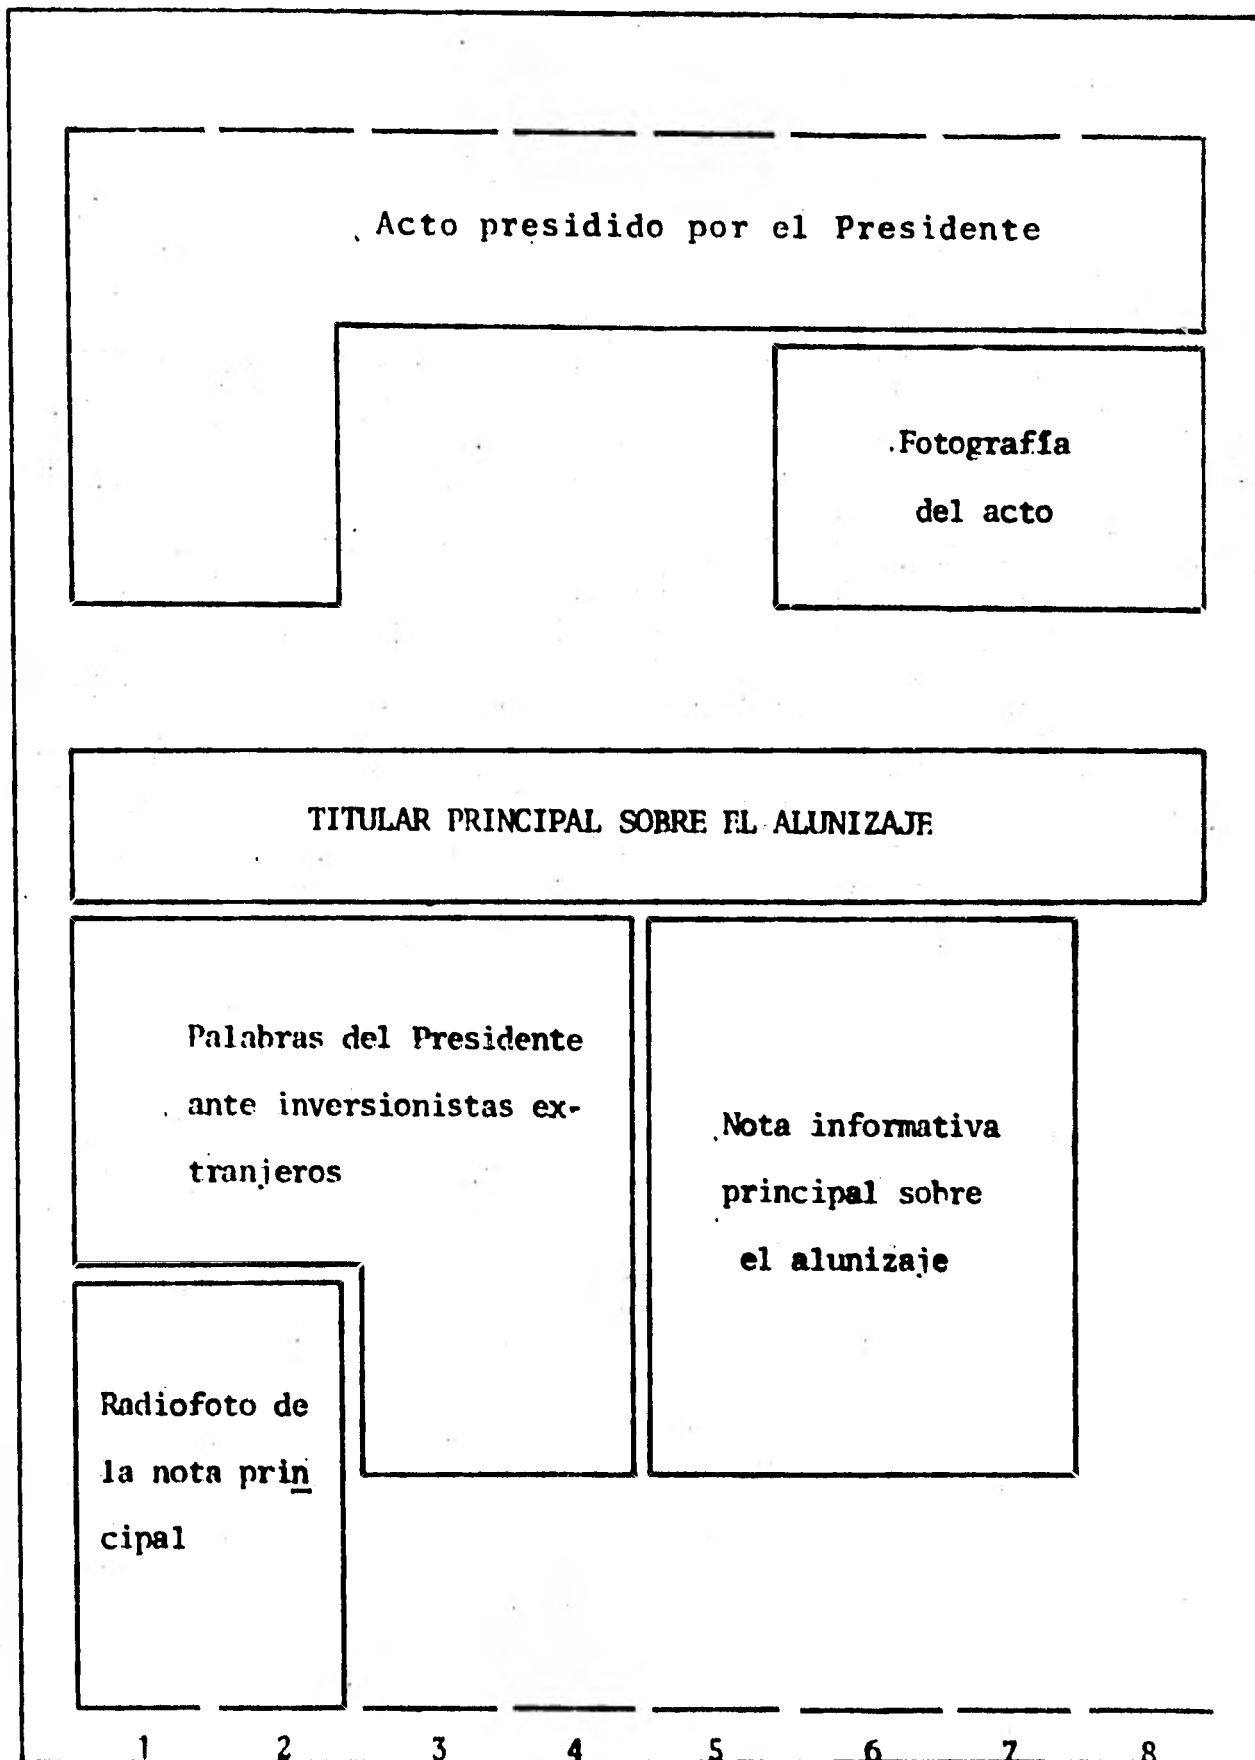 Acto presidido por el Presidente
Fotografía
del acto
TITULAR PRINCIPAL SOBRE EL ALUNIZAJE
Palabras del Presidente
ante inversionistas ex-
tranjeros
Nota informativa
principal sobre
el alunizaje
Radiofoto de
la nota prin
cipal
1 2 3 4 5 6 7 8